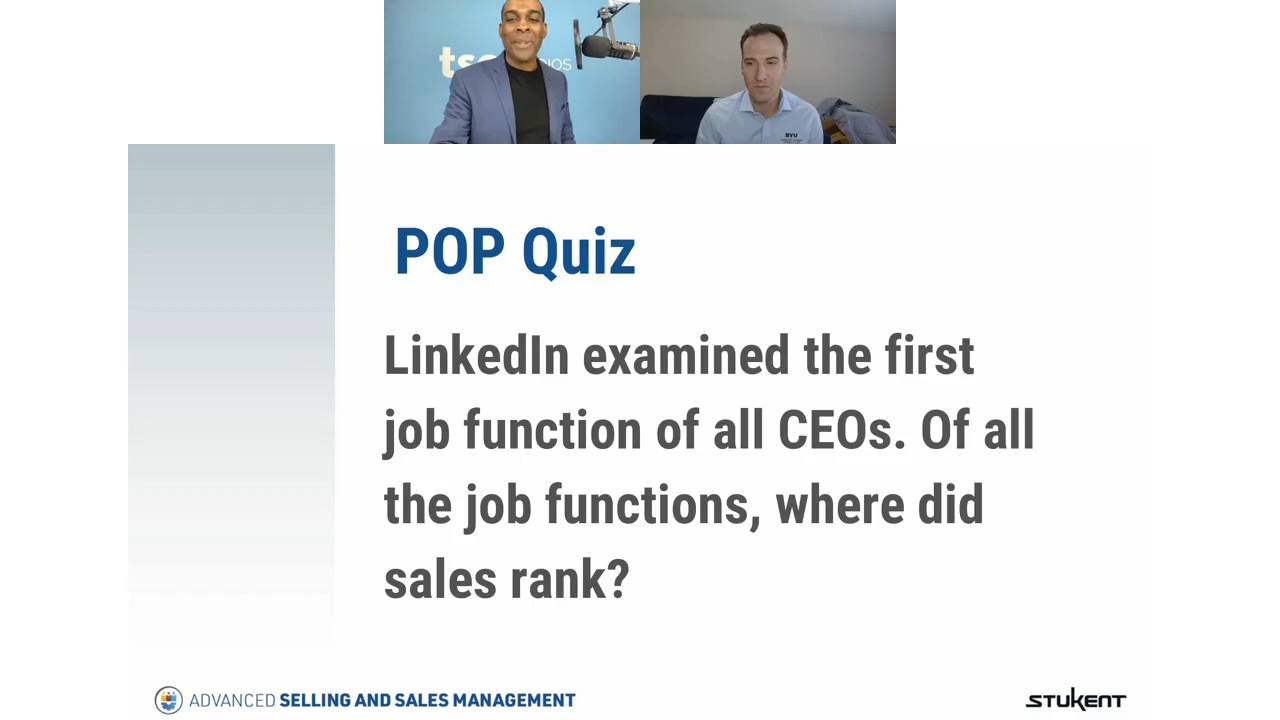 BYU
POP Quiz
LinkedIn examined the first
job function of all CEOs. Of all
the job functions, where did
sales rank?
ADVANCED SELLING AND SALES MANAGEMENT
STUKENT